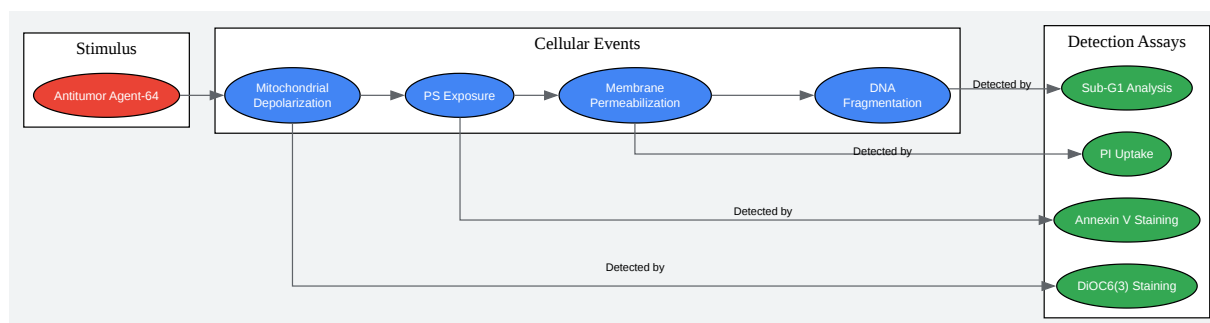 Stimulus
Antitumor Agent-64
Cellular Events
Mitochondrial
Depolarization
PS Exposure
Membrane
Permeabilization
DNA
Fragmentation
Detection Assays
Detected by
Sub-G1 Analysis
Detected by
PI Uptake
Detected by
Annexin V Staining
Detected by
DiOC6(3) Staining